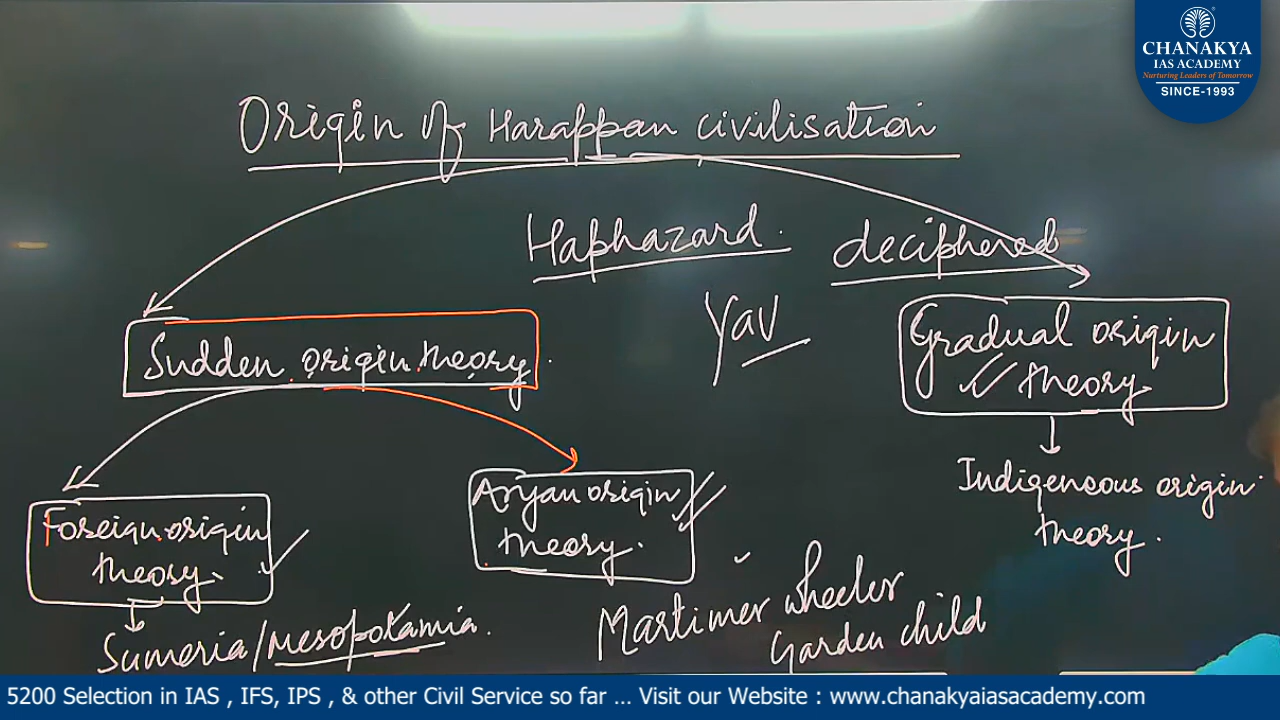 CHANAKYA
IAS ACADEMY
Nurturing Leaders of Tomorrow
SINCE-1993
Origin of Harappan civilisation
Haphazard. deciphered
Yav
Sudden origin theory.
Gradual origin
theory.
Foreign origin
theory.
Aryan origin
theory.
Indigeneous origin
theory.
Sumeria/Mesopotamia.
Martimer wheeler
Garden child
5200 Selection in IAS , IFS, IPS , & other Civil Service so far ... Visit our Website : www.chanakyaiasacademy.com